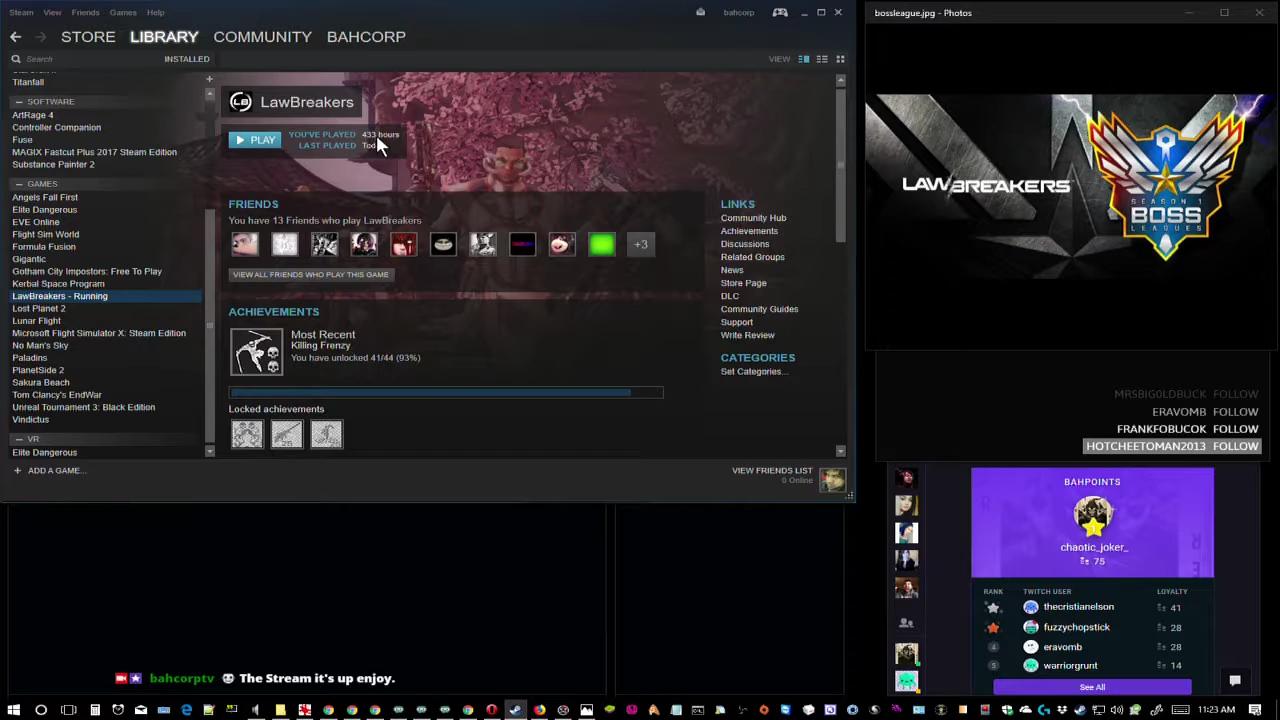 Steam View Friends Games Help
bahcorp
STORE LIBRARY COMMUNITY BAHCORP
Search INSTALLED
VIEW
Titanfall
SOFTWARE
ArtRage 4
Controller Companion
Fuse
MAGIX Fastcut Plus 2017 Steam Edition
Substance Painter 2
GAMES
Angels Fall First
Elite Dangerous
EVE Online
Flight Sim World
Formula Fusion
Gigantic
Gotham City Impostors: Free To Play
Kerbal Space Program
LawBreakers - Running
Lost Planet 2
Lunar Flight
Microsoft Flight Simulator X: Steam Edition
No Man's Sky
Paladins
PlanetSide 2
Sakura Beach
Tom Clancy's EndWar
Unreal Tournament 3: Black Edition
Vindictus
VR
Elite Dangerous
ADD A GAME...
LawBreakers
PLAY
YOU'VE PLAYED 433 hours
LAST PLAYED
FRIENDS
You have 13 Friends who play LawBreakers
+3
VIEW ALL FRIENDS WHO PLAY THIS GAME
ACHIEVEMENTS
Most Recent
Killing Frenzy
You have unlocked 41/44 (93%)
Locked achievements
LINKS
Community Hub
Achievements
Discussions
Related Groups
News
Store Page
DLC
Community Guides
Support
Write Review
CATEGORIES
Set Categories...
VIEW FRIENDS LIST
0 Online
bossleague.jpg - Photos
LAWBREAKERS
SEASON 1
BOSS
LEAGUES
MRSBIG0LDBUCK FOLLOW
ERAVOMB FOLLOW
FRANKFOBUCOK FOLLOW
HOTCHEETOMAN2013 FOLLOW
BAHPOINTS
1
chaotic_joker_
75
RANK TWITCH USER LOYALTY
thecristianelson 41
fuzzychopstick 28
4 eravomb 28
5 warriorgrunt 14
See All
bahcorptv The Stream it's up enjoy.
11:23 AM